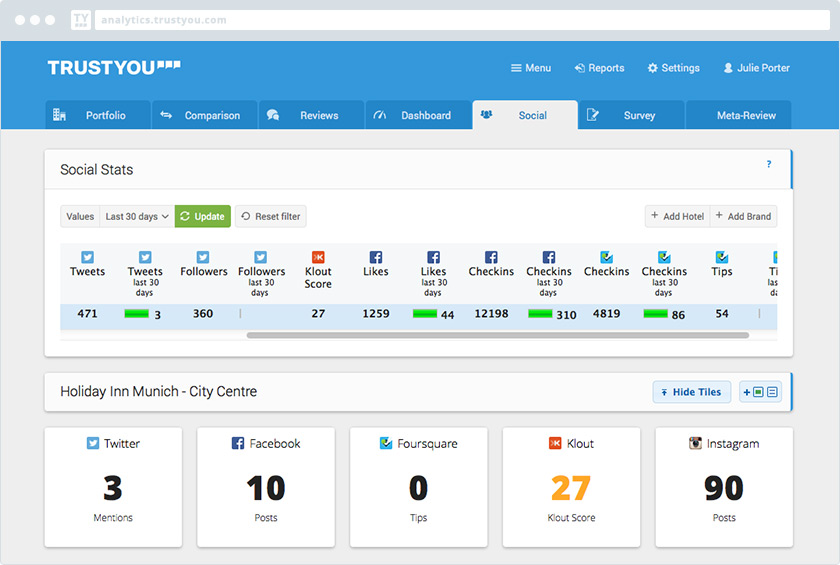 TY analytics.trustyou.com
TRUSTYOU
Menu Reports Settings Julie Porter
Portfolio Comparison Reviews Dashboard Social Survey Meta-Review
Social Stats ?
Values Last 30 days Update Reset filter + Add Hotel + Add Brand
Tweets Tweets Followers Followers Klout Likes Likes Checkins Checkins Checkins Checkins Tips
last 30 days last 30 days Score last 30 days last 30 days last 30 days
471 3 360 27 1259 44 12198 310 4819 86 54
Holiday Inn Munich - City Centre Hide Tiles +
Twitter Facebook Foursquare Klout Instagram
3 10 0 27 90
Mentions Posts Tips Klout Score Posts